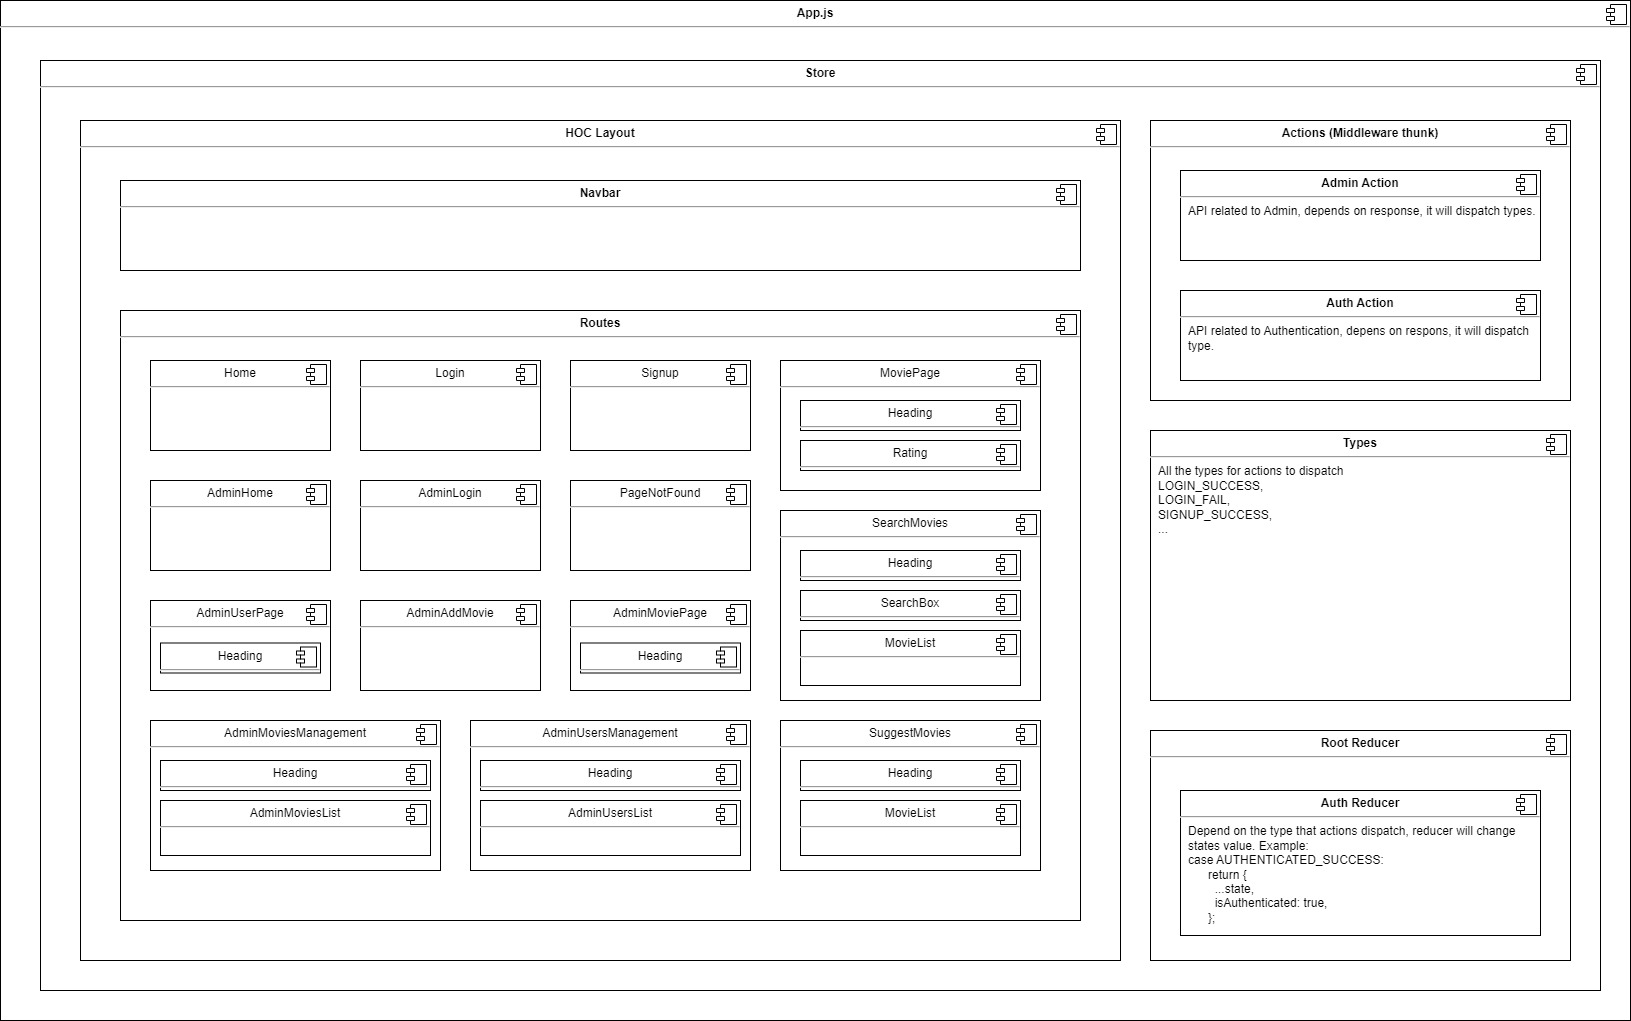 App.js
Store
HOC Layout
Navbar
Routes
Home
Login
Signup
MoviePage
Heading
Rating
AdminHome
AdminLogin
PageNotFound
SearchMovies
Heading
SearchBox
MovieList
AdminUserPage
Heading
AdminAddMovie
AdminMoviePage
Heading
AdminMoviesManagement
Heading
AdminMoviesList
AdminUsersManagement
Heading
AdminUsersList
SuggestMovies
Heading
MovieList
Actions (Middleware thunk)
Admin Action
API related to Admin, depends on response, it will dispatch types.
Auth Action
API related to Authentication, depens on respons, it will dispatch
type.
Types
All the types for actions to dispatch
LOGIN_SUCCESS,
LOGIN_FAIL,
SIGNUP_SUCCESS,
...
Root Reducer
Auth Reducer
Depend on the type that actions dispatch, reducer will change
states value. Example:
case AUTHENTICATED_SUCCESS:
return {
...state,
isAuthenticated: true,
};